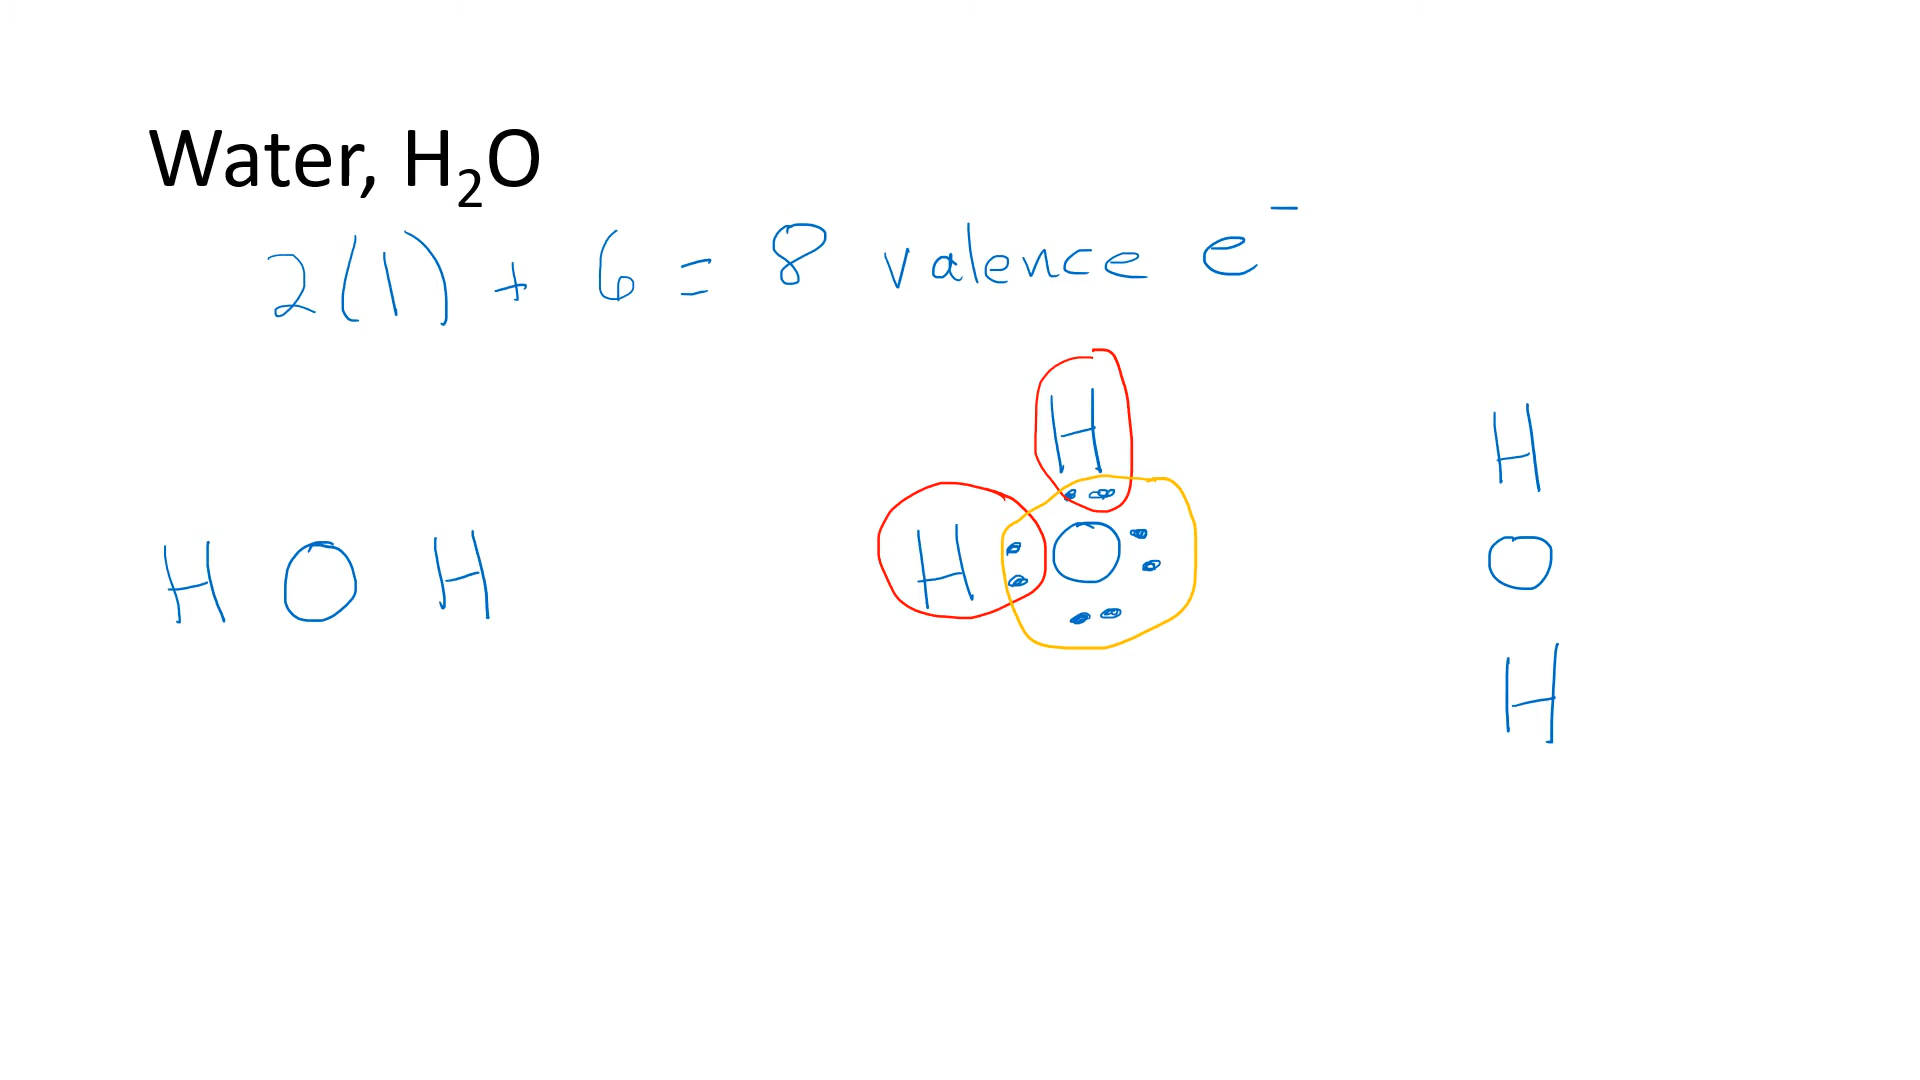 Water, H₂O
2(1) + 6 = 8 valence e⁻
H
H O
H O H
H
O
H